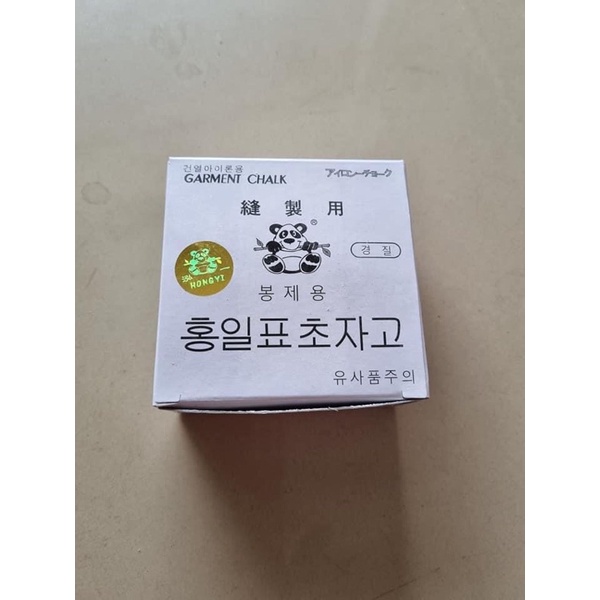 건열아이론용
GARMENT CHALK
アイロンーチョーク
縫製用
®
경질
HONGYI
봉제용
홍일표초자고
유사품주의